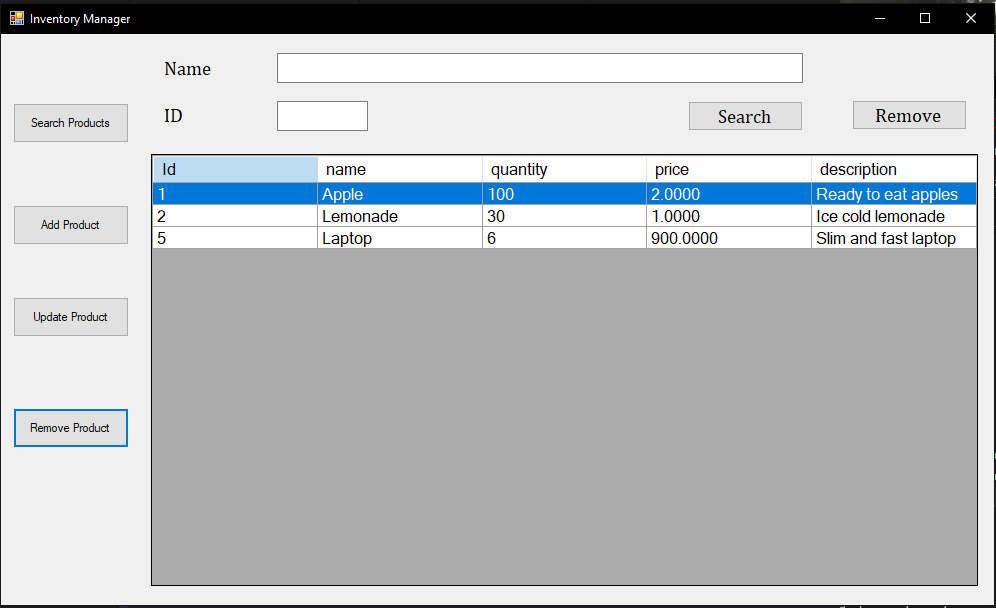 Inventory Manager
Name
ID
Search
Remove
Search Products
Add Product
Update Product
Remove Product
Id name quantity price description
1 Apple 100 2.0000 Ready to eat apples
2 Lemonade 30 1.0000 Ice cold lemonade
5 Laptop 6 900.0000 Slim and fast laptop